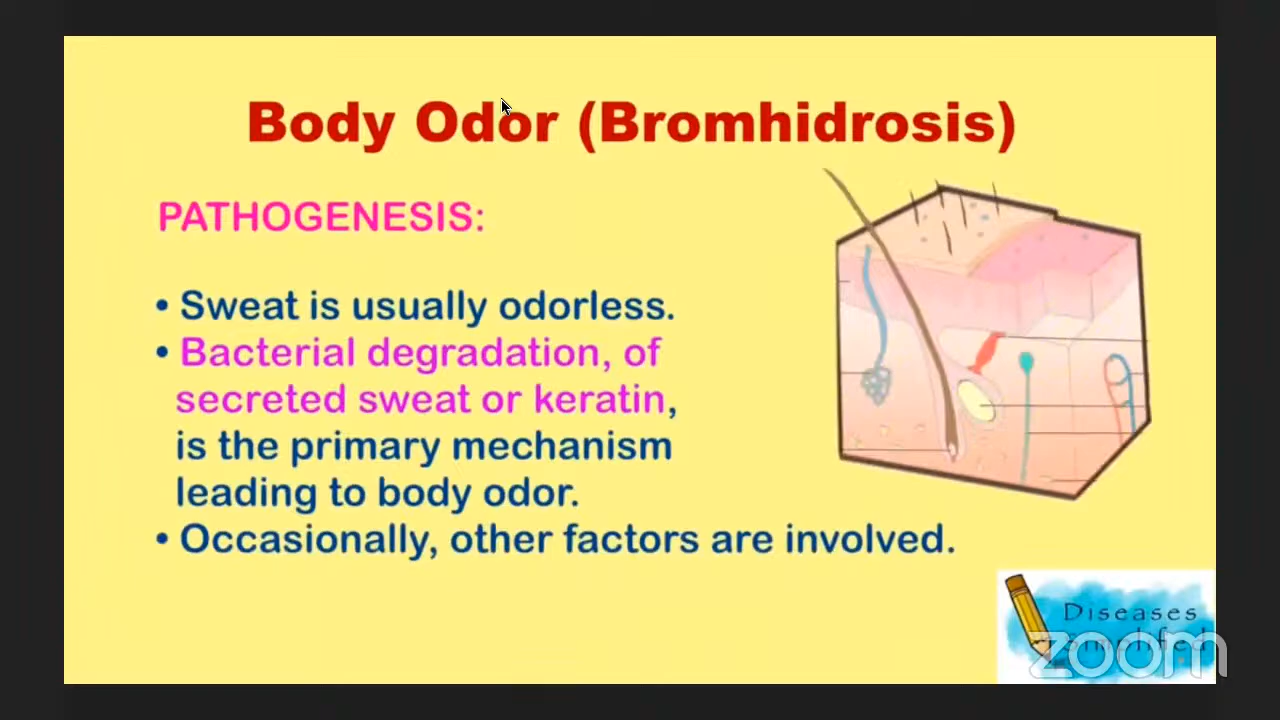 Body Odor (Bromhidrosis)
PATHOGENESIS:
• Sweat is usually odorless.
• Bacterial degradation, of
secreted sweat or keratin,
is the primary mechanism
leading to body odor.
• Occasionally, other factors are involved.
Diseases
Simplified
zoom